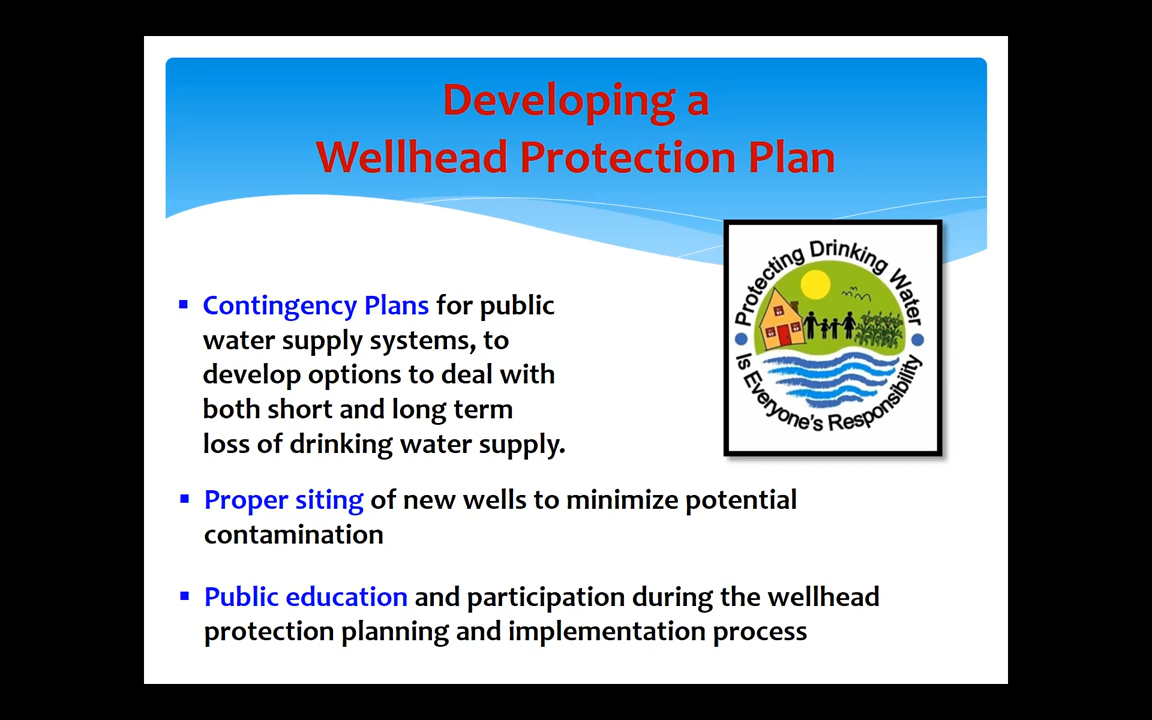 Developing a
Wellhead Protection Plan
Protecting Drinking Water
Is Everyone's Responsibility
▪ Contingency Plans for public
water supply systems, to
develop options to deal with
both short and long term
loss of drinking water supply.
▪ Proper siting of new wells to minimize potential
contamination
▪ Public education and participation during the wellhead
protection planning and implementation process